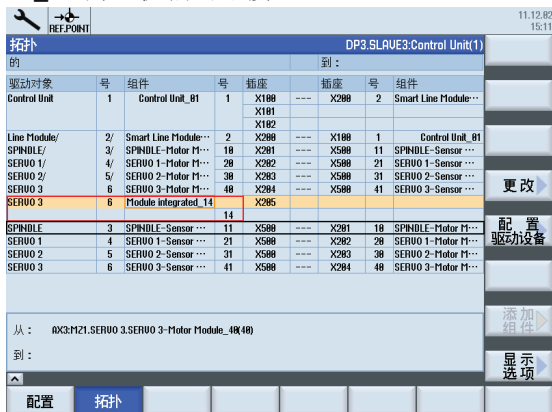 11.12.02
15:11
REF.POINT
拓扑 DP3.SLAVE3:Control Unit(1)
的 到：
驱动对象 号 组件 号 插座 插座 号 组件
Control Unit 1 Control Unit_01 1 X100 --- X200 2 Smart Line Module···
X101
X102
Line Module/ 2/ Smart Line Module··· 2 X200 --- X100 1 Control Unit_01
SPINDLE/ 3/ SPINDLE-Motor M··· 10 X201 --- X500 11 SPINDLE-Sensor ···
SERVO 1/ 4/ SERVO 1-Motor M··· 20 X202 --- X500 21 SERVO 1-Sensor ···
SERVO 2/ 5/ SERVO 2-Motor M··· 30 X203 --- X500 31 SERVO 2-Sensor ···
SERVO 3 6 SERVO 3-Motor M··· 40 X204 --- X500 41 SERVO 3-Sensor ···
SERVO 3 6 Module integrated_14 X205
14
SPINDLE 3 SPINDLE-Sensor ··· 11 X500 --- X201 10 SPINDLE-Motor M···
SERVO 1 4 SERVO 1-Sensor ··· 21 X500 --- X202 20 SERVO 1-Motor M···
SERVO 2 5 SERVO 2-Sensor ··· 31 X500 --- X203 30 SERVO 2-Motor M···
SERVO 3 6 SERVO 3-Sensor ··· 41 X500 --- X204 40 SERVO 3-Motor M···
从： AX3:MZ1.SERVO 3.SERVO 3-Motor Module_40(40)
到：
更改
配 置
驱动设备
添加
组件
显示
选项
配置 拓扑